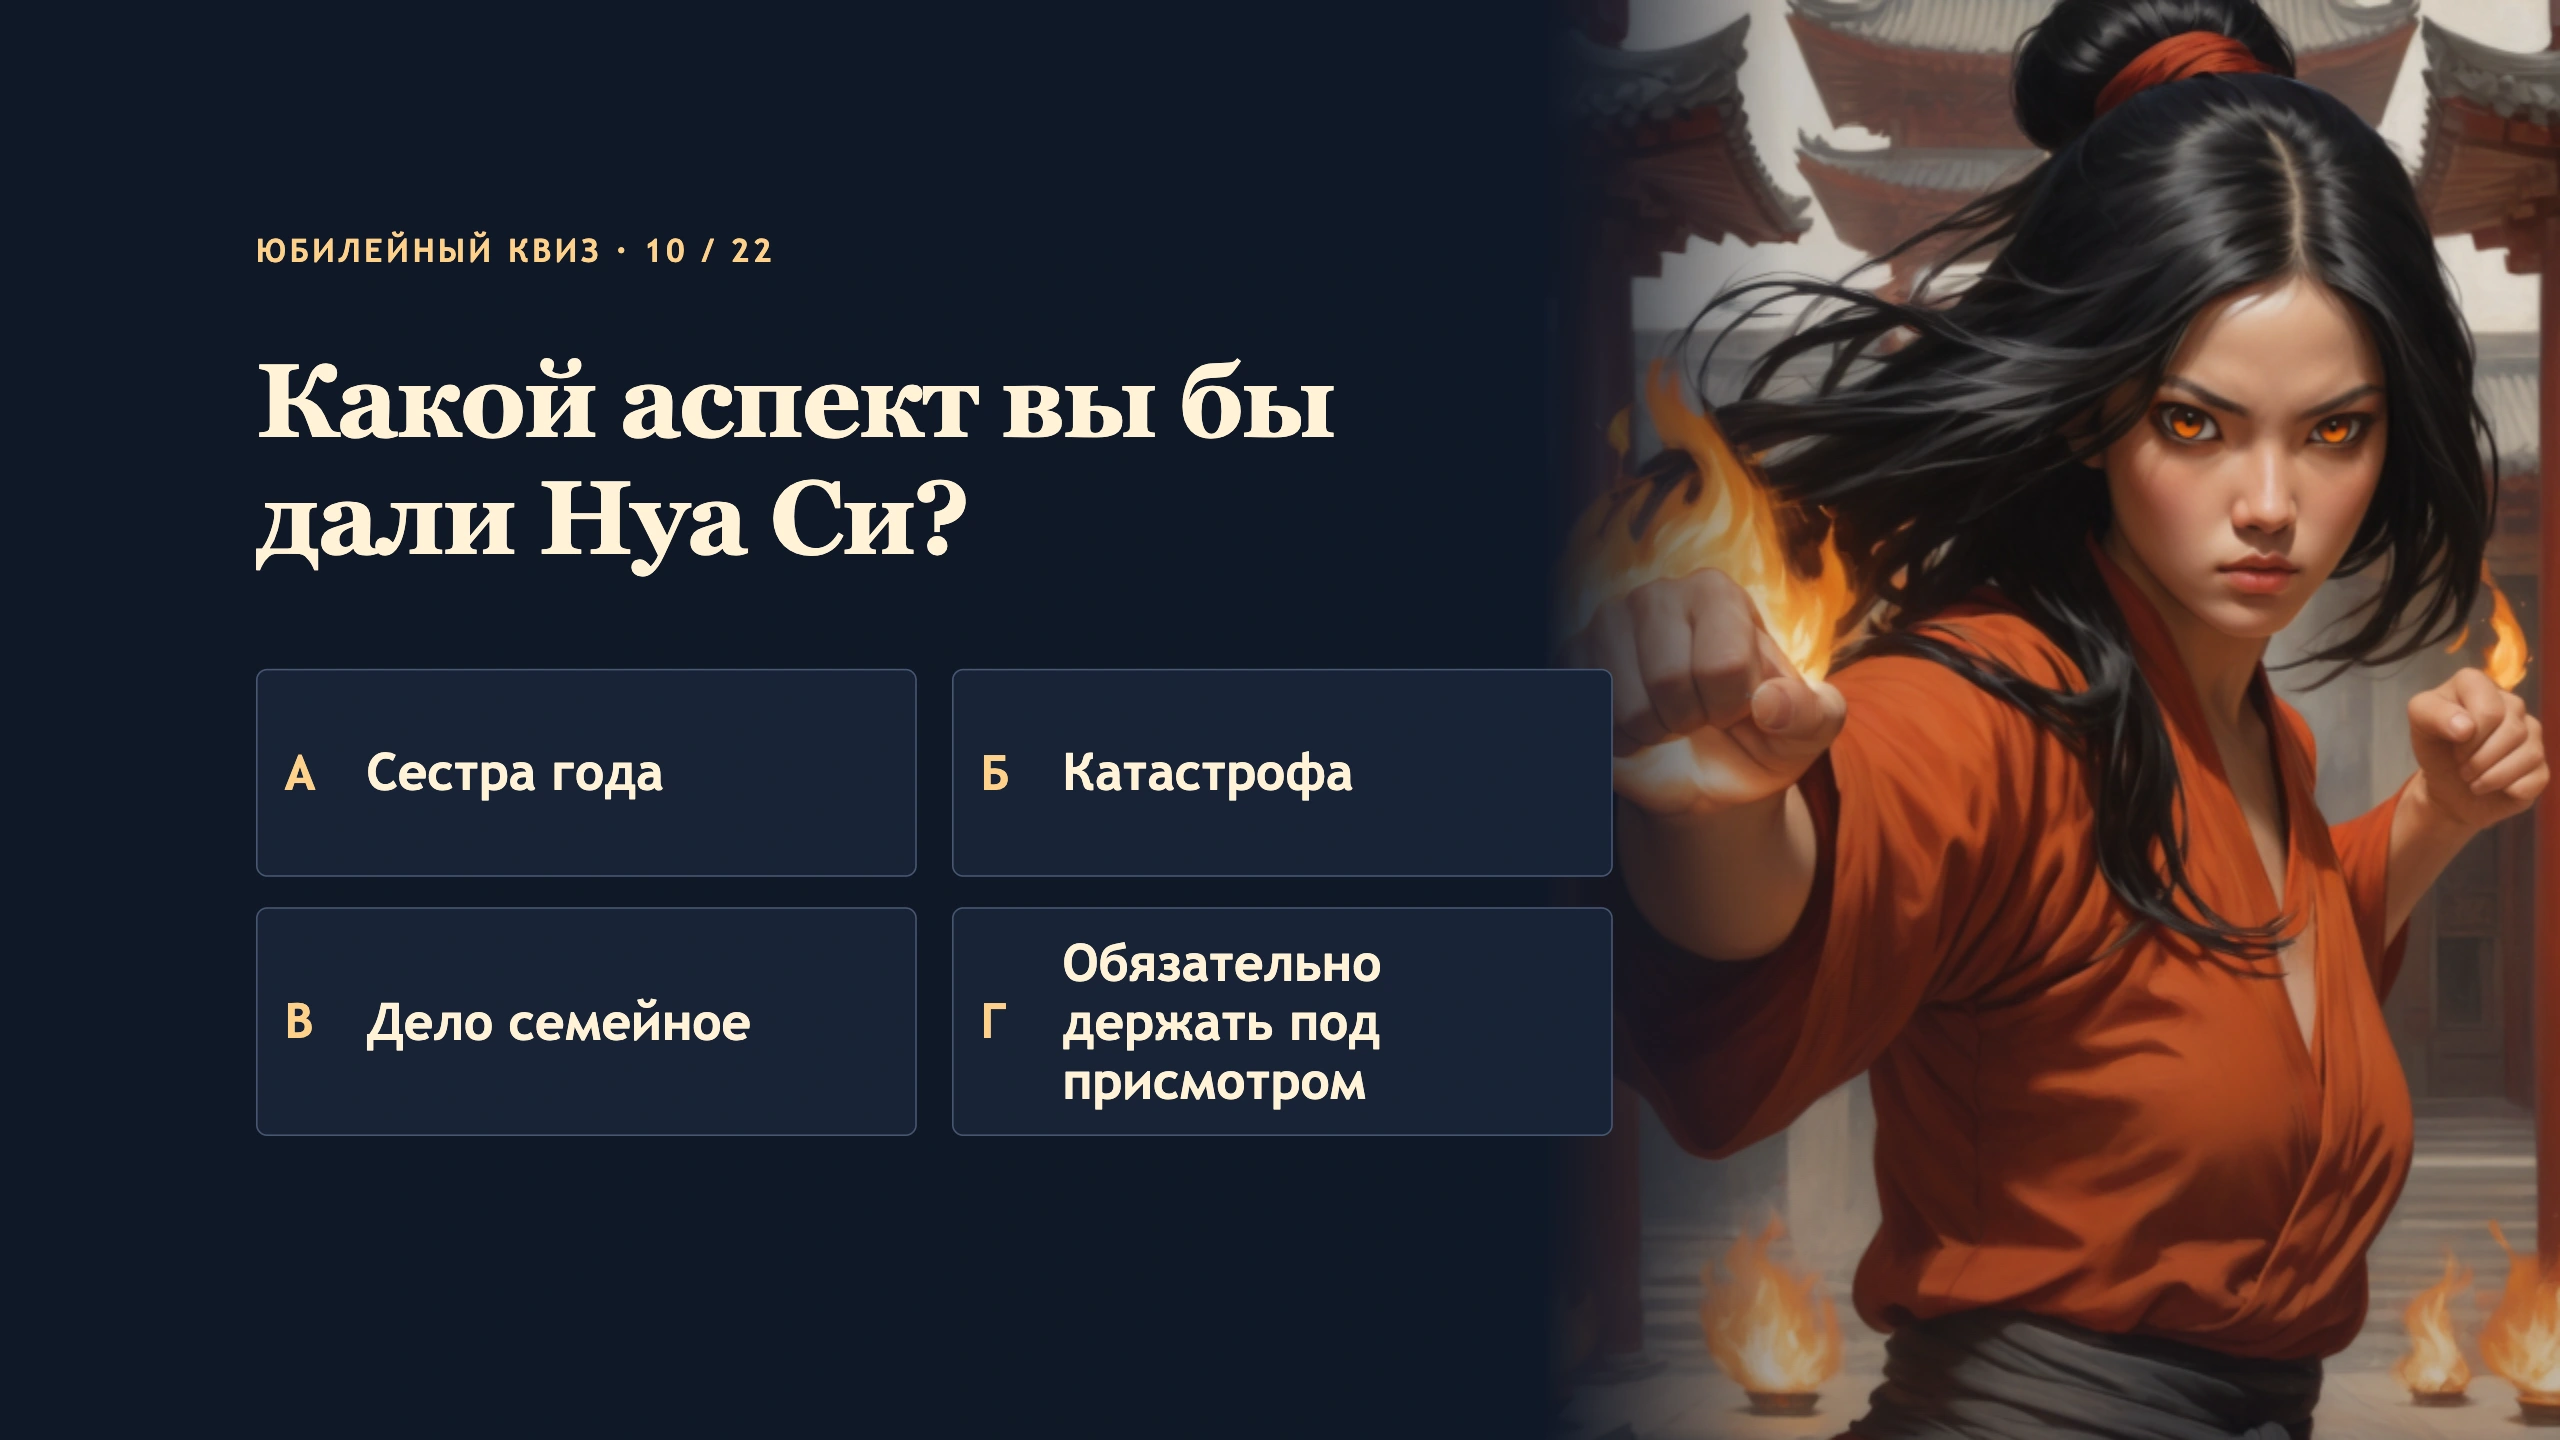 ЮБИЛЕЙНЫЙ КВИЗ · 10 / 22
Какой аспект вы бы
дали Нуа Си?
А Сестра года
Б Катастрофа
В Дело семейное
Г Обязательно
держать под
присмотром